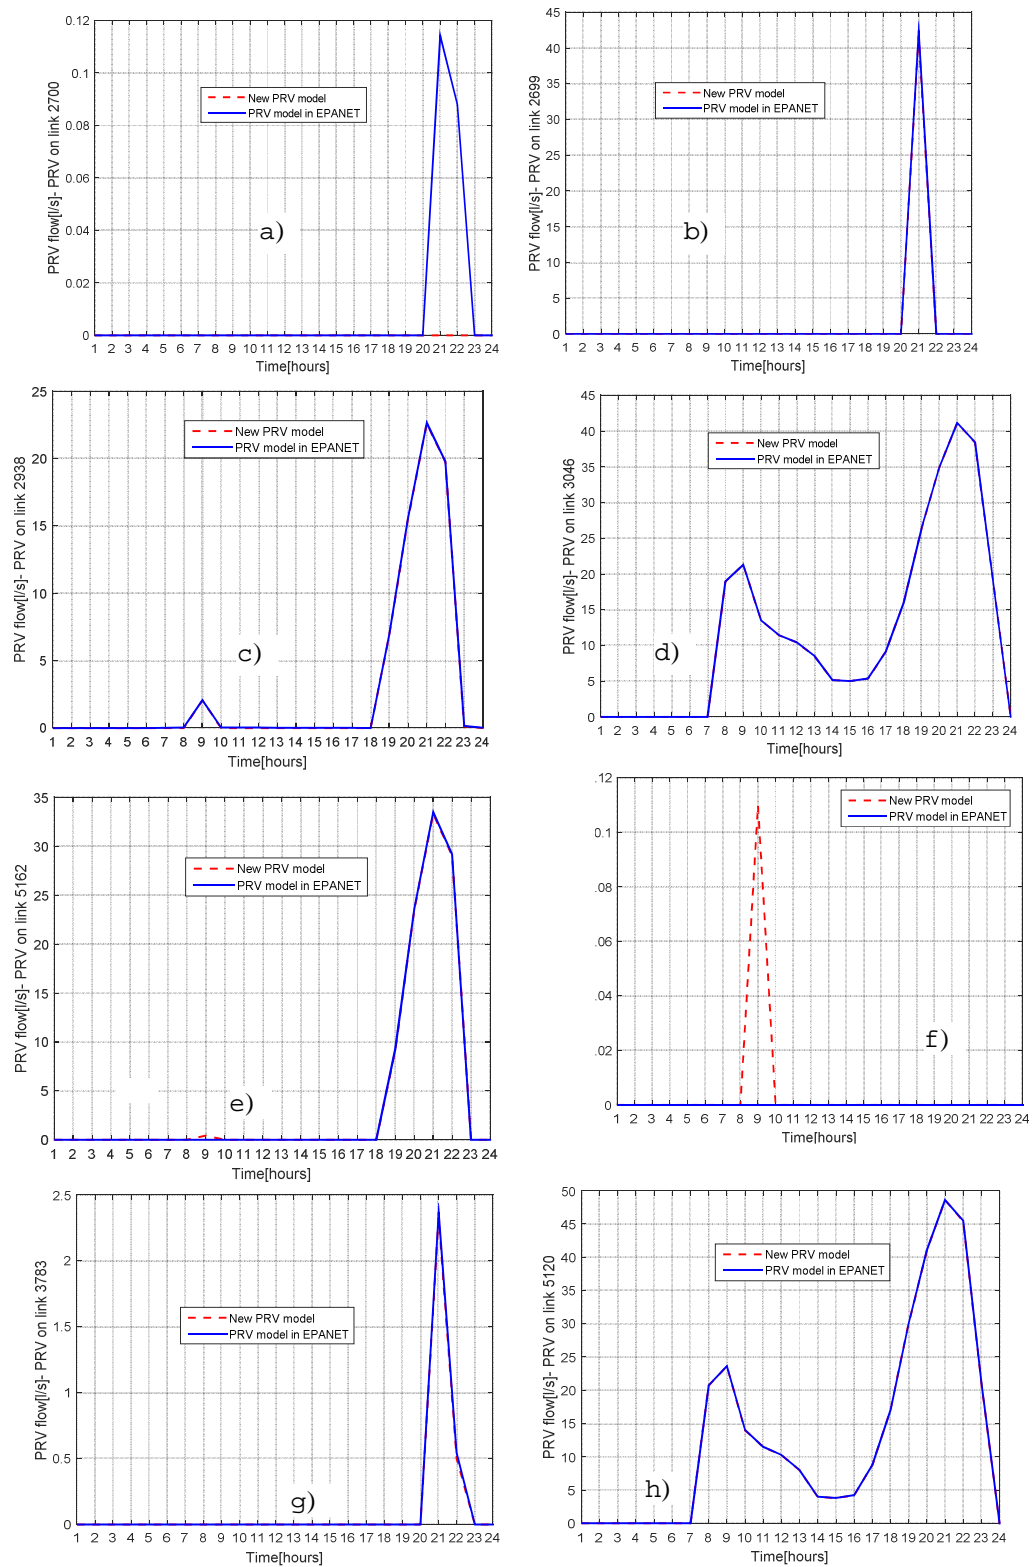 0.12
0.1
0.08
0.06
0.04
0.02
0
PRV flow[l/s]- PRV on link 2700
New PRV model
PRV model in EPANET
a)
1 2 3 4 5 6 7 8 9 10 11 12 13 14 15 16 17 18 19 20 21 22 23 24
Time[hours]
45
40
35
30
25
20
15
10
5
0
PRV flow[l/s]- PRV on link 2699
New PRV model
PRV model in EPANET
b)
1 2 3 4 5 6 7 8 9 10 11 12 13 14 15 16 17 18 19 20 21 22 23 24
Time[hours]
25
20
15
10
5
0
PRV flow[l/s]- PRV on link 2938
New PRV model
PRV model in EPANET
c)
1 2 3 4 5 6 7 8 9 10 11 12 13 14 15 16 17 18 19 20 21 22 23 24
Time[hours]
45
40
35
30
25
20
15
10
5
0
PRV flow[l/s]- PRV on link 3046
New PRV model
PRV model in EPANET
d)
1 2 3 4 5 6 7 8 9 10 11 12 13 14 15 16 17 18 19 20 21 22 23 24
Time[hours]
35
30
25
20
15
10
5
0
PRV flow[l/s]- PRV on link 5162
New PRV model
PRV model in EPANET
e)
1 2 3 4 5 6 7 8 9 10 11 12 13 14 15 16 17 18 19 20 21 22 23 24
Time[hours]
.12
0.1
.08
.06
.04
.02
0
New PRV model
PRV model in EPANET
f)
1 2 3 4 5 6 7 8 9 10 11 12 13 14 15 16 17 18 19 20 21 22 23 24
Time[hours]
2.5
2
1.5
1
0.5
0
PRV flow[l/s]- PRV on link 3783
New PRV model
PRV model in EPANET
g)
1 2 3 4 5 6 7 8 9 10 11 12 13 14 15 16 17 18 19 20 21 22 23 24
Time[hours]
50
45
40
35
30
25
20
15
10
5
0
PRV flow[l/s]- PRV on link 5120
New PRV model
PRV model in EPANET
h)
1 2 3 4 5 6 7 8 9 10 11 12 13 14 15 16 17 18 19 20 21 22 23 24
Time[hours]